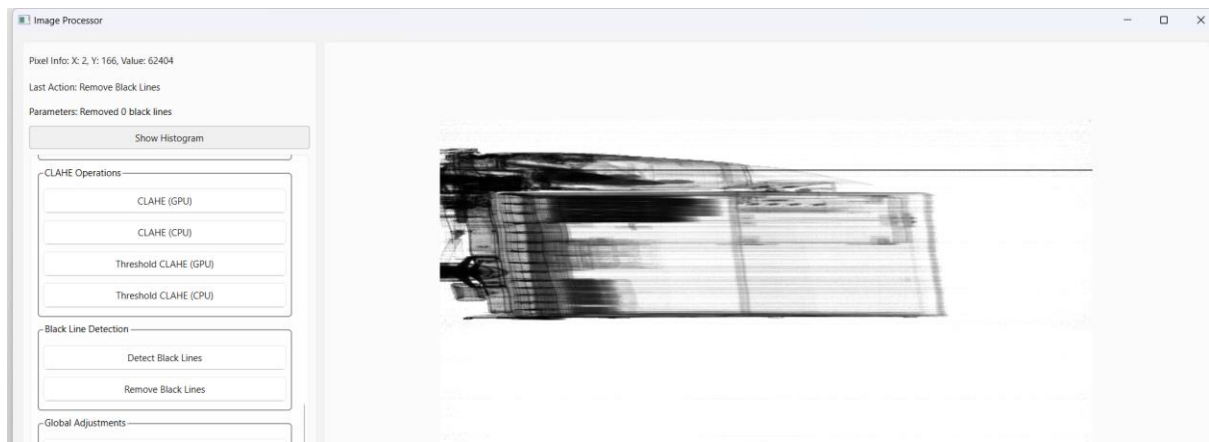 Image Processor
Pixel Info: X: 2, Y: 166, Value: 62404
Last Action: Remove Black Lines
Parameters: Removed 0 black lines
Show Histogram
CLAHE Operations
CLAHE (GPU)
CLAHE (CPU)
Threshold CLAHE (GPU)
Threshold CLAHE (CPU)
Black Line Detection
Detect Black Lines
Remove Black Lines
Global Adjustments